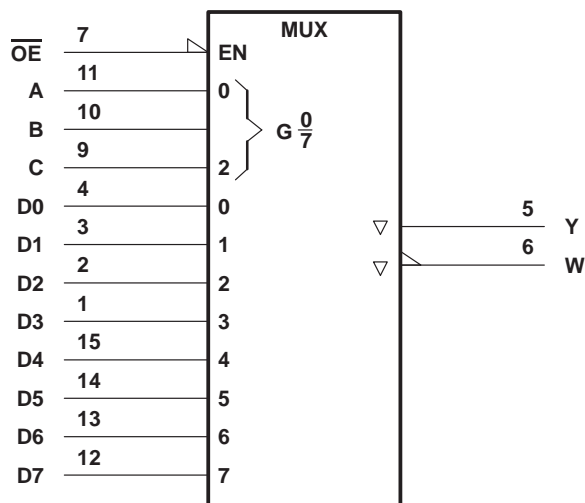 MUX
OE 7 EN
A 11 0
B 10
G 0/7
C 9 2
D0 4 0
D1 3 1
D2 2 2
D3 1 3
D4 15 4
D5 14 5
D6 13 6
D7 12 7
5 Y
6 W